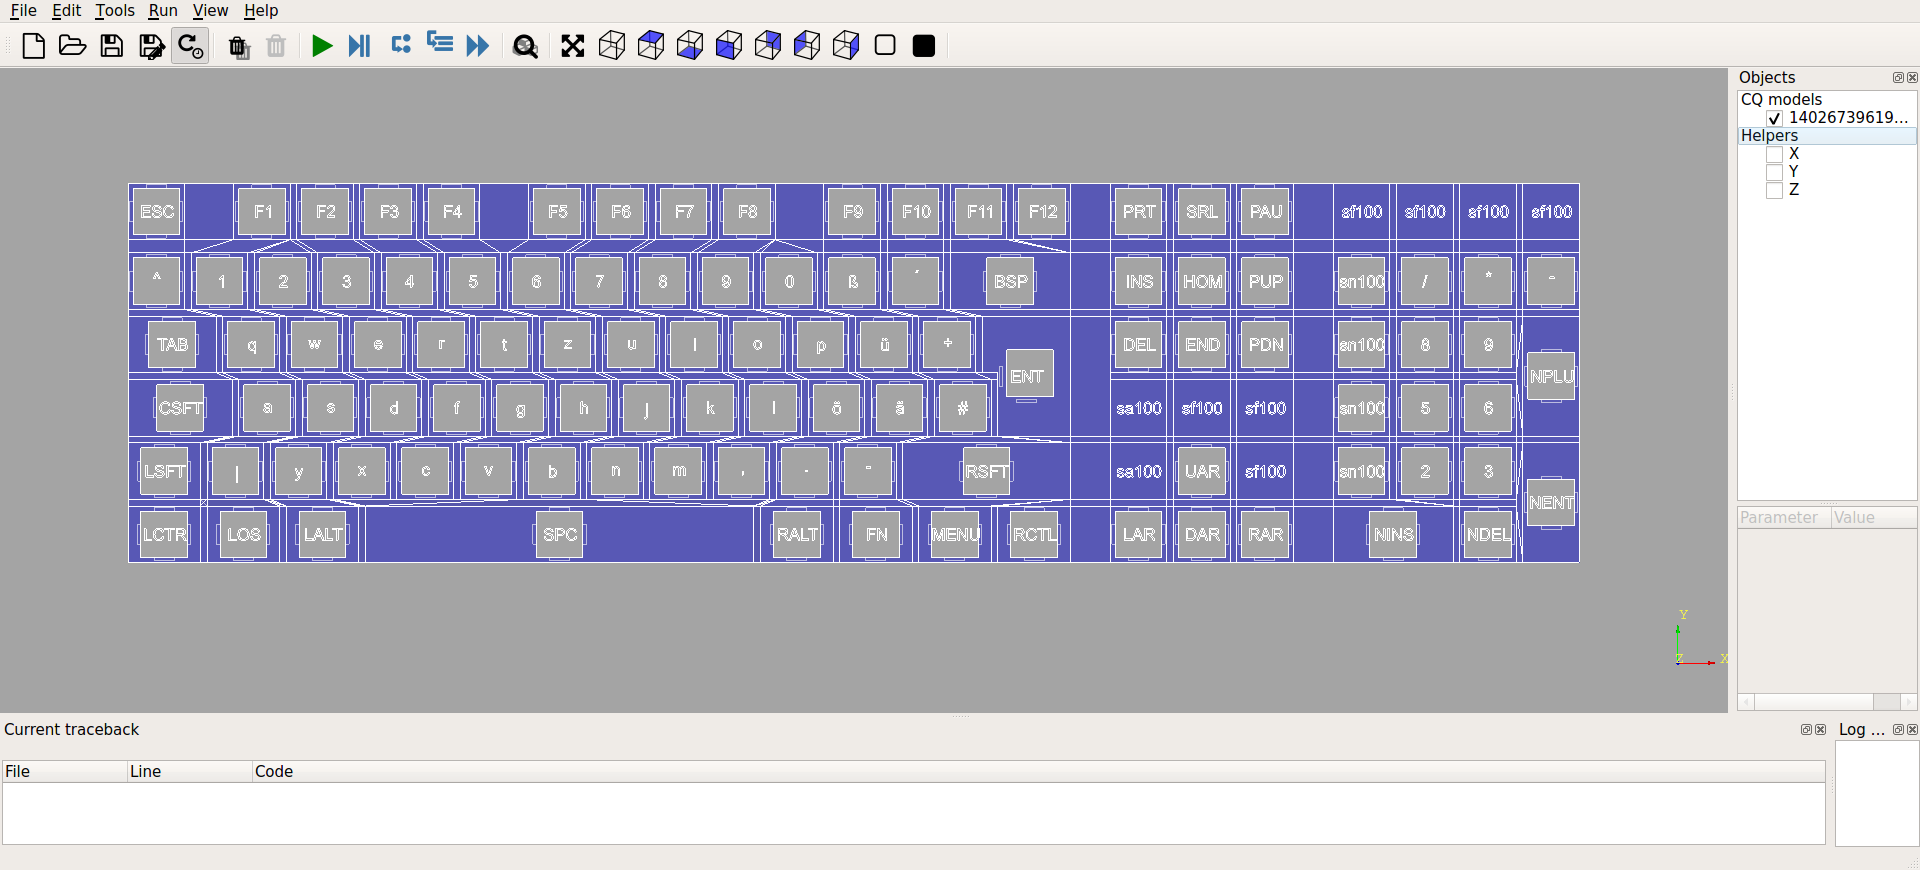 File Edit Tools Run View Help
Objects
CQ models
14026739619...
Helpers
X
Y
Z
Parameter Value
ESC F1 F2 F3 F4 F5 F6 F7 F8 F9 F10 F11 F12 PRT SRL PAU sf100 sf100 sf100 sf100
^ 1 2 3 4 5 6 7 8 9 0 ß ´ BSP INS HOM PUP sn100 / * -
TAB q w e r t z u l o p ü + DEL END PDN sn100 8 9
ENT NPLU
CSFT a s d f g h j k l ö ä # sa100 sf100 sf100 sn100 5 6
LSFT | y x c v b n m , . - RSFT sa100 UAR sf100 sn100 2 3
NENT
LCTR LOS LALT SPC RALT FN MENU RCTL LAR DAR RAR NINS NDEL
Y
Z X
Current traceback
Log ...
File Line Code